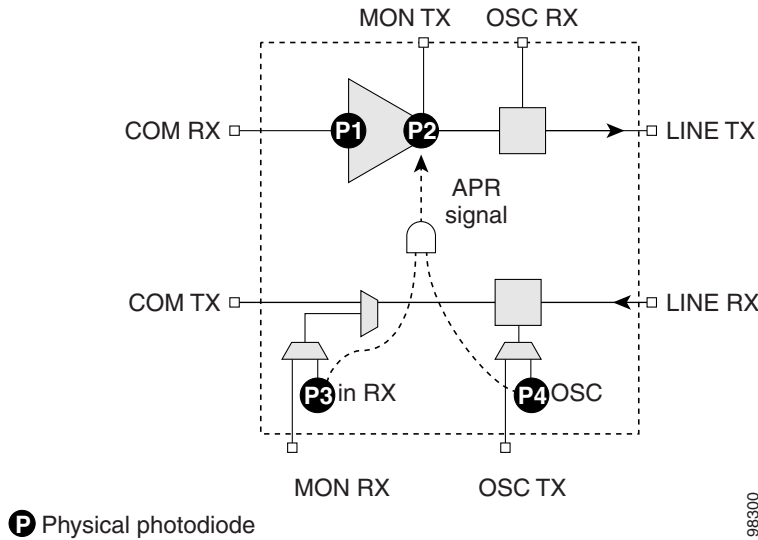 MON TX
OSC RX
COM RX
P1
P2
LINE TX
APR
signal
COM TX
LINE RX
P3
in RX
P4
OSC
MON RX
OSC TX
P Physical photodiode
98300